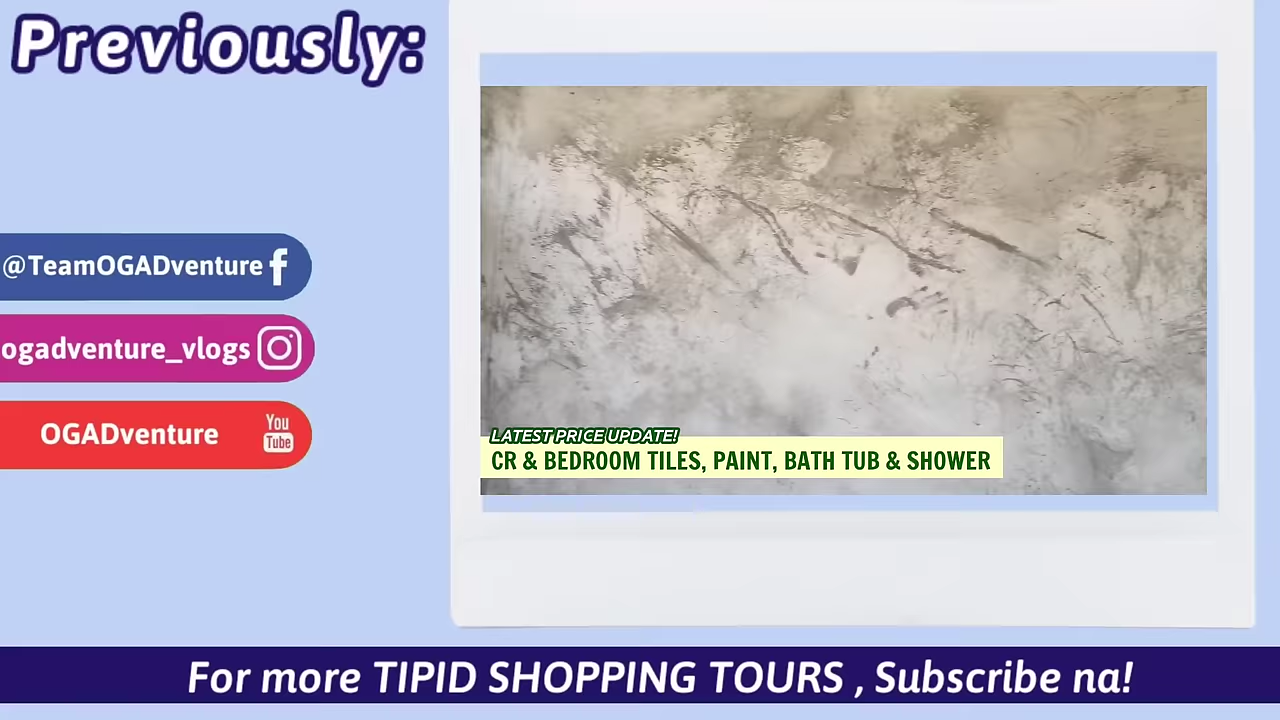 Previously:
@TeamOGADventure
ogadventure_vlogs
OGADventure
You
Tube
LATEST PRICE UPDATE!
CR & BEDROOM TILES, PAINT, BATH TUB & SHOWER
For more TIPID SHOPPING TOURS , Subscribe na!